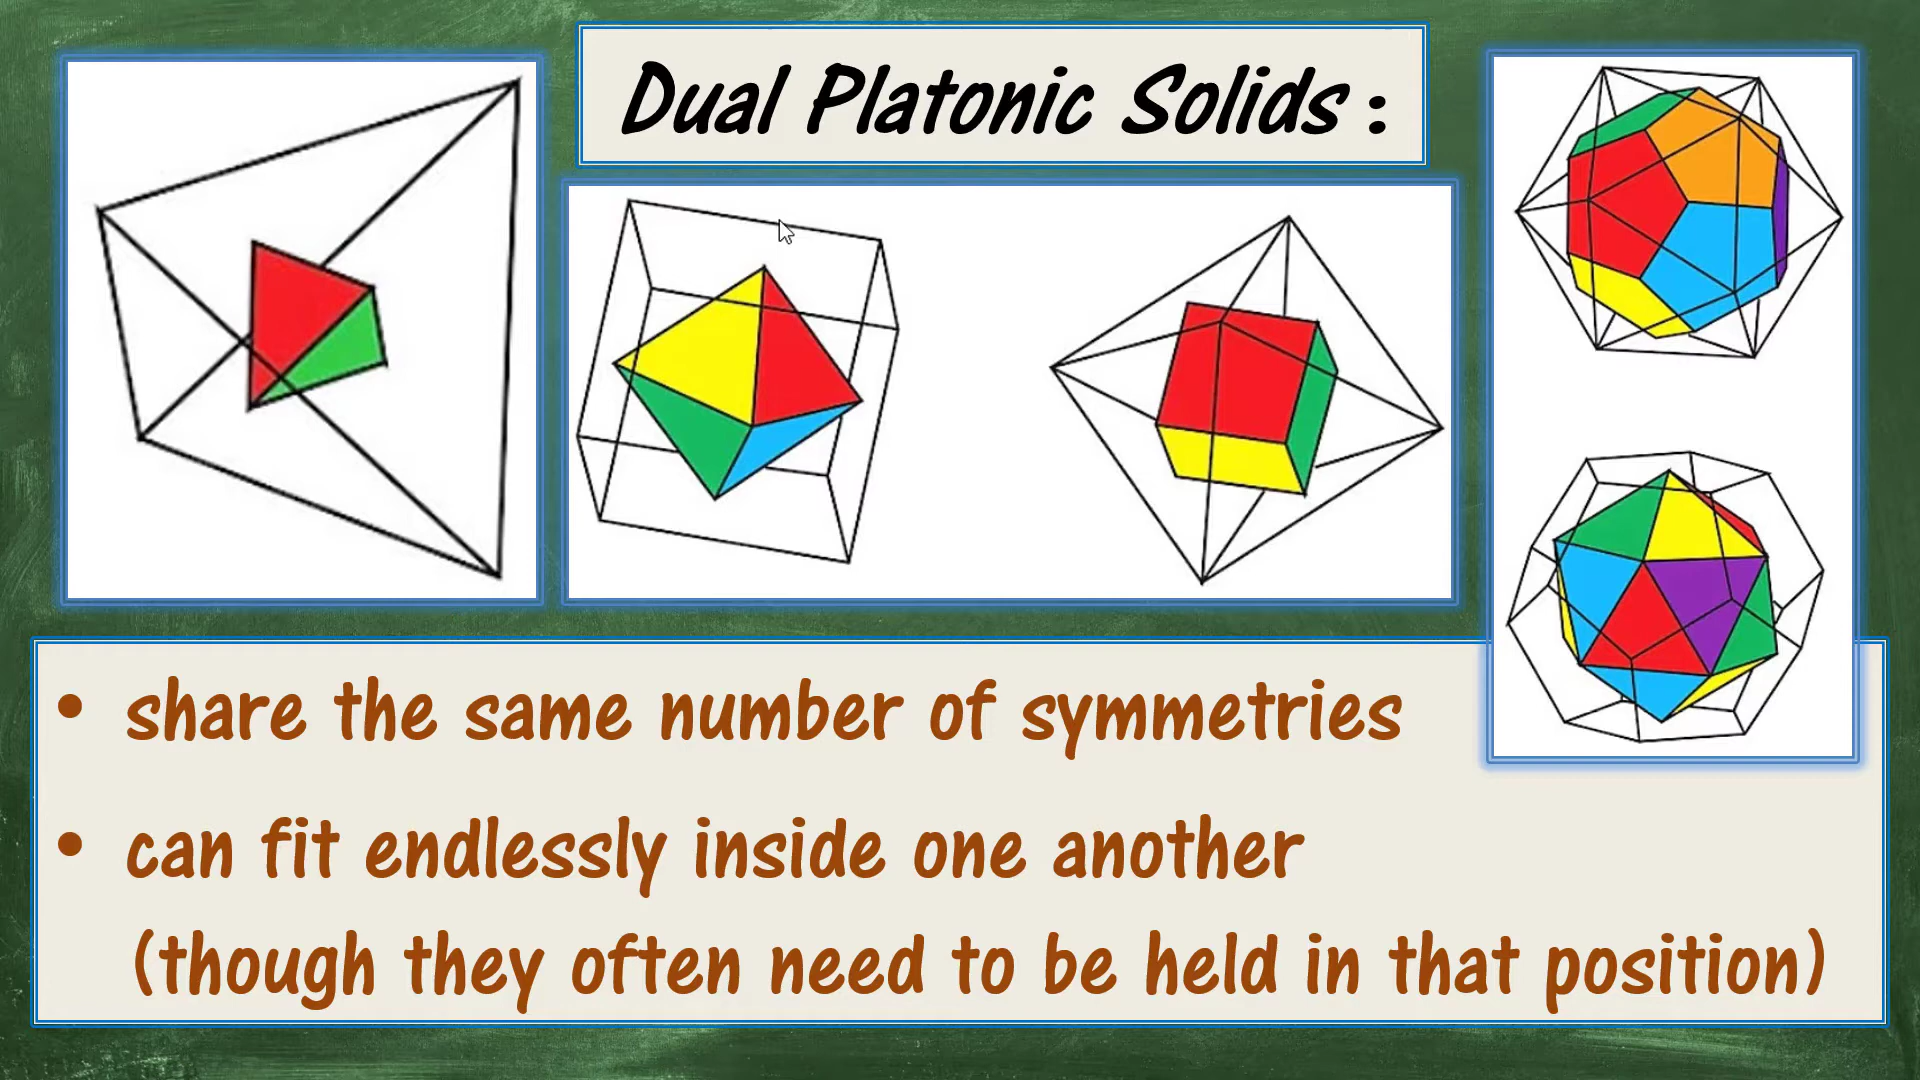 Dual Platonic Solids :
• share the same number of symmetries
• can fit endlessly inside one another
(though they often need to be held in that position)